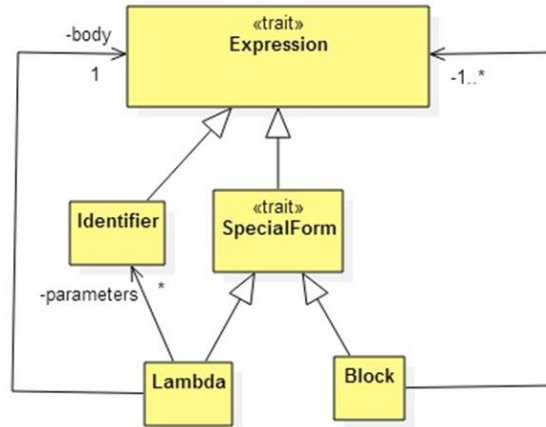 «trait»
Expression
-body
1
-1..*
Identifier
«trait»
SpecialForm
-parameters
*
Lambda
Block